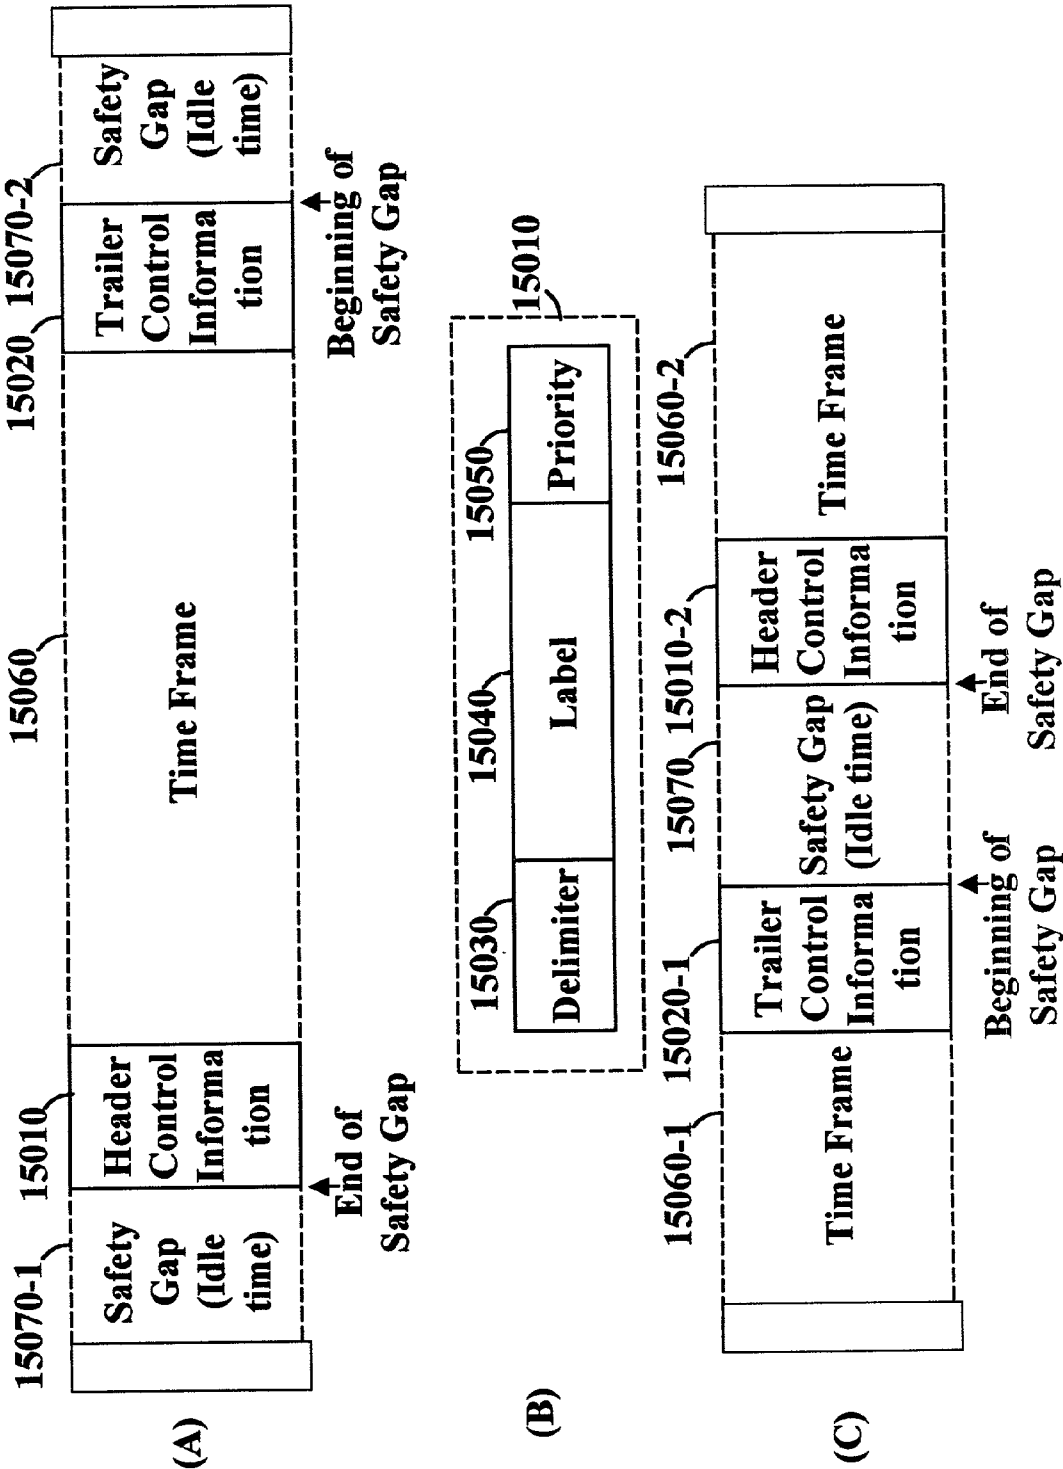 15070-1
15010
15060
15020
15070-2
Safety
Gap
(Idle
time)
Header
Control
Informa
tion
Time Frame
Trailer
Control
Informa
tion
Safety
Gap
(Idle
time)
End of
Safety Gap
Beginning of
Safety Gap
(A)
15030
15040
15050
15010
Delimiter
Label
Priority
(B)
15060-1
15020-1
15070
15010-2
15060-2
Time Frame
Trailer
Control
Informa
tion
Safety Gap
(Idle time)
Header
Control
Informa
tion
Time Frame
Beginning of
Safety Gap
End of
Safety Gap
(C)